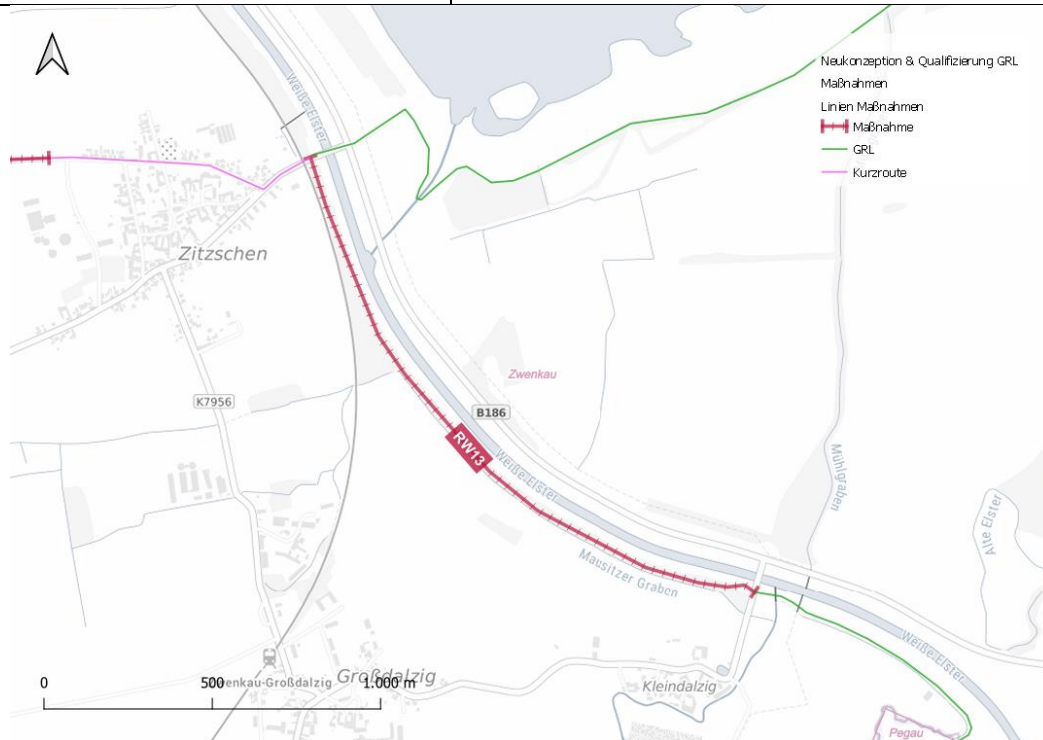 Neukonzeption & Qualifizierung GRL
Maßnahmen
Linien Maßnahmen
Maßnahme
GRL
Kurzroute
Weiße Elster
Zitzschen
Zwenkau
K7956
B186
RW13
Weiße Elster
Mühlgraben
Alte Elster
Mausitzer Graben
Weiße Elster
0
500
1.000 m
Zwenkau-Großdalzig
Großdalzig
Kleindalzig
Pegau